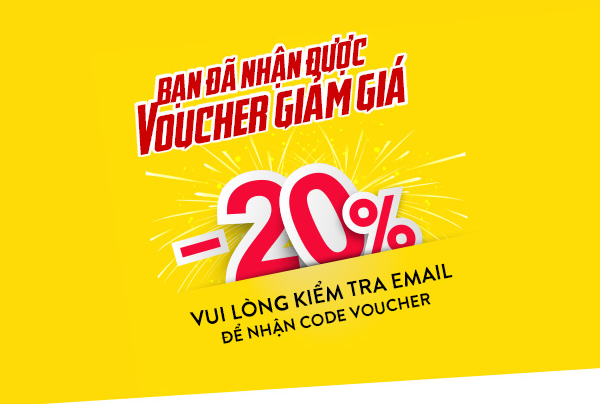 BẠN ĐÃ NHẬN ĐƯỢC
VOUCHER GIẢM GIÁ
-20%
VUI LÒNG KIỂM TRA EMAIL
ĐỂ NHẬN CODE VOUCHER